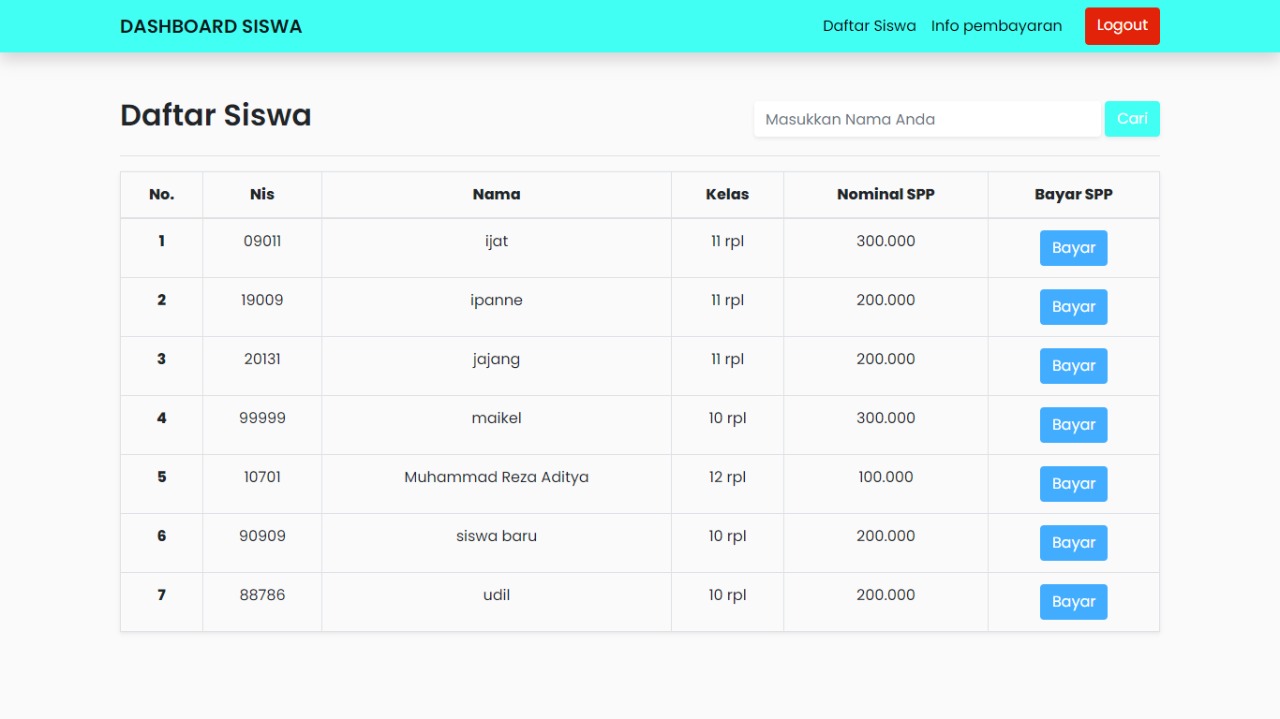 DASHBOARD SISWA Daftar Siswa Info pembayaran Logout
Daftar Siswa Masukkan Nama Anda Cari
No. Nis Nama Kelas Nominal SPP Bayar SPP
1 09011 ijat 11 rpl 300.000 Bayar
2 19009 ipanne 11 rpl 200.000 Bayar
3 20131 jajang 11 rpl 200.000 Bayar
4 99999 maikel 10 rpl 300.000 Bayar
5 10701 Muhammad Reza Aditya 12 rpl 100.000 Bayar
6 90909 siswa baru 10 rpl 200.000 Bayar
7 88786 udil 10 rpl 200.000 Bayar